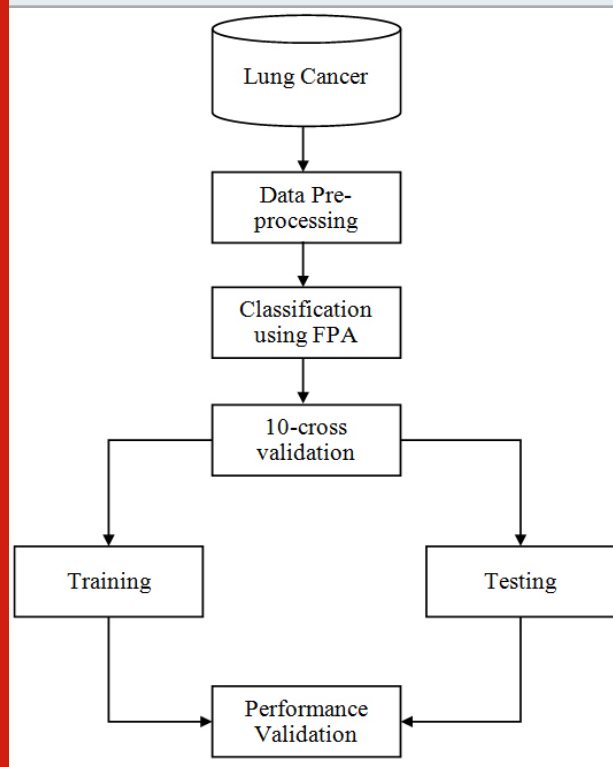 Lung Cancer
Data Pre-
processing
Classification
using FPA
10-cross
validation
Training
Testing
Performance
Validation